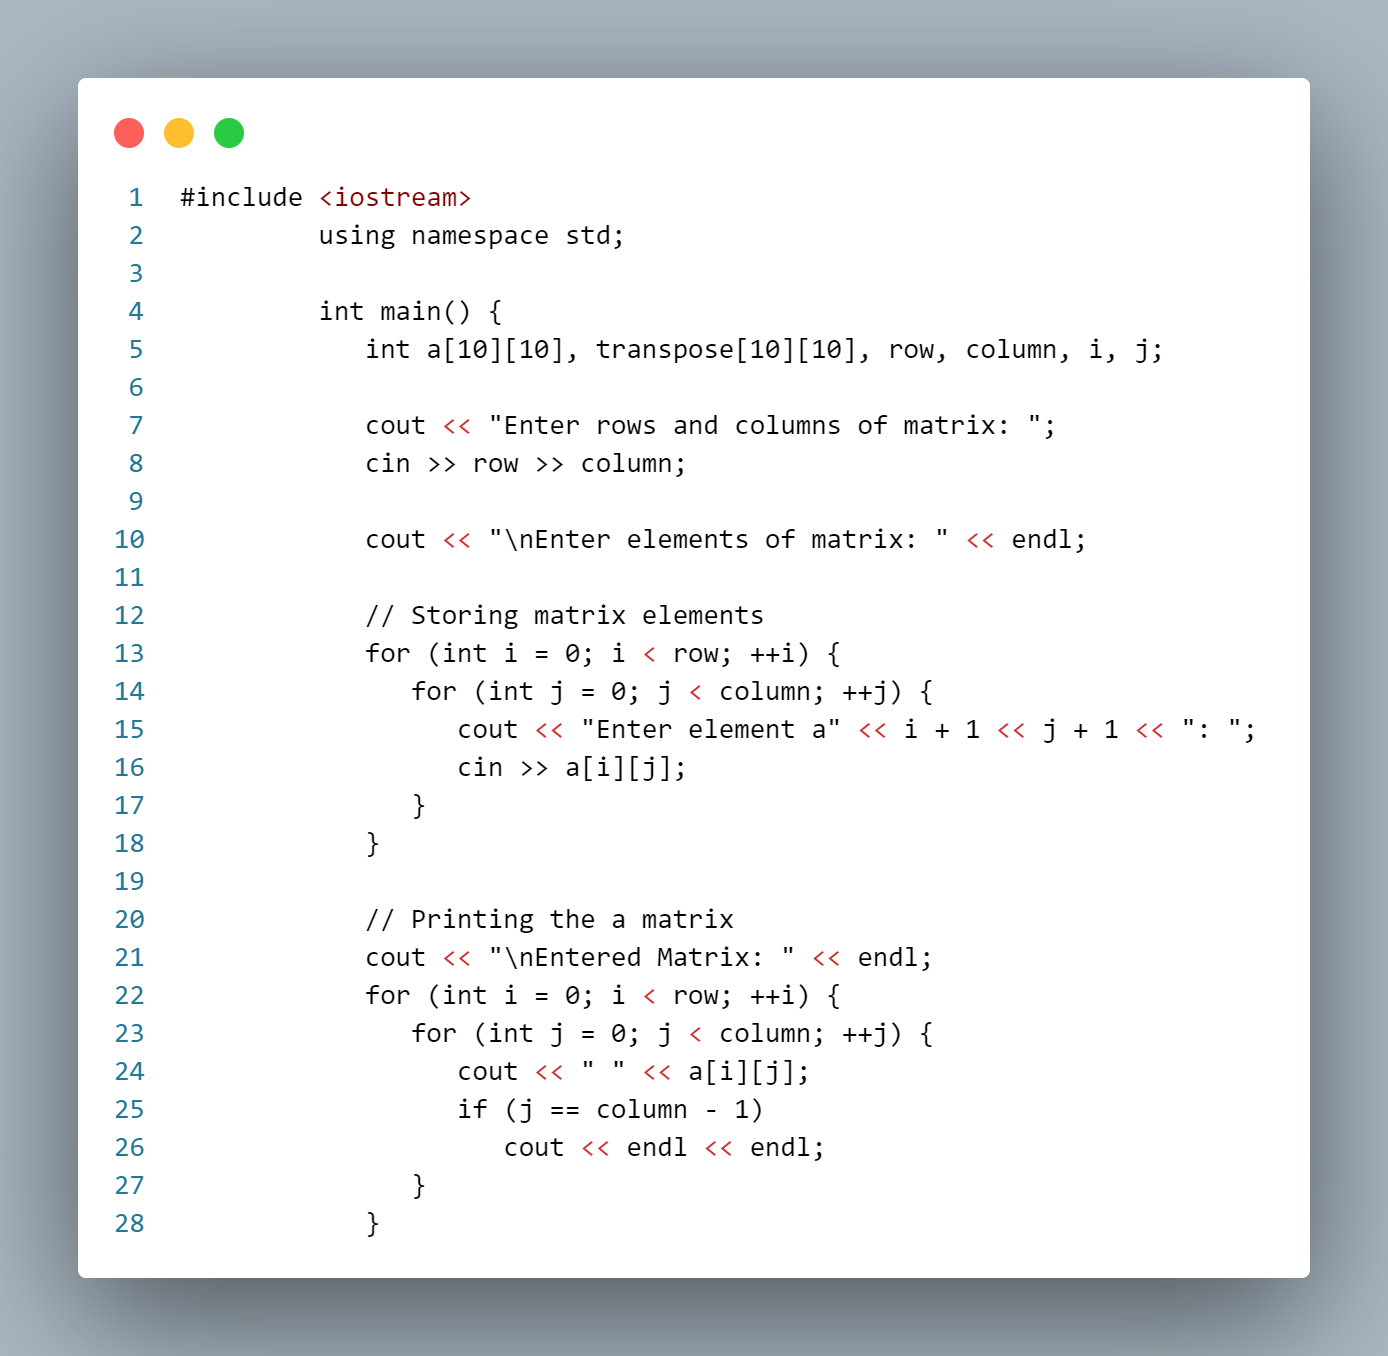 1 #include <iostream>
2 using namespace std;
3
4 int main() {
5 int a[10][10], transpose[10][10], row, column, i, j;
6
7 cout << "Enter rows and columns of matrix: ";
8 cin >> row >> column;
9
10 cout << "\nEnter elements of matrix: " << endl;
11
12 // Storing matrix elements
13 for (int i = 0; i < row; ++i) {
14 for (int j = 0; j < column; ++j) {
15 cout << "Enter element a" << i + 1 << j + 1 << ": ";
16 cin >> a[i][j];
17 }
18 }
19
20 // Printing the a matrix
21 cout << "\nEntered Matrix: " << endl;
22 for (int i = 0; i < row; ++i) {
23 for (int j = 0; j < column; ++j) {
24 cout << " " << a[i][j];
25 if (j == column - 1)
26 cout << endl << endl;
27 }
28 }